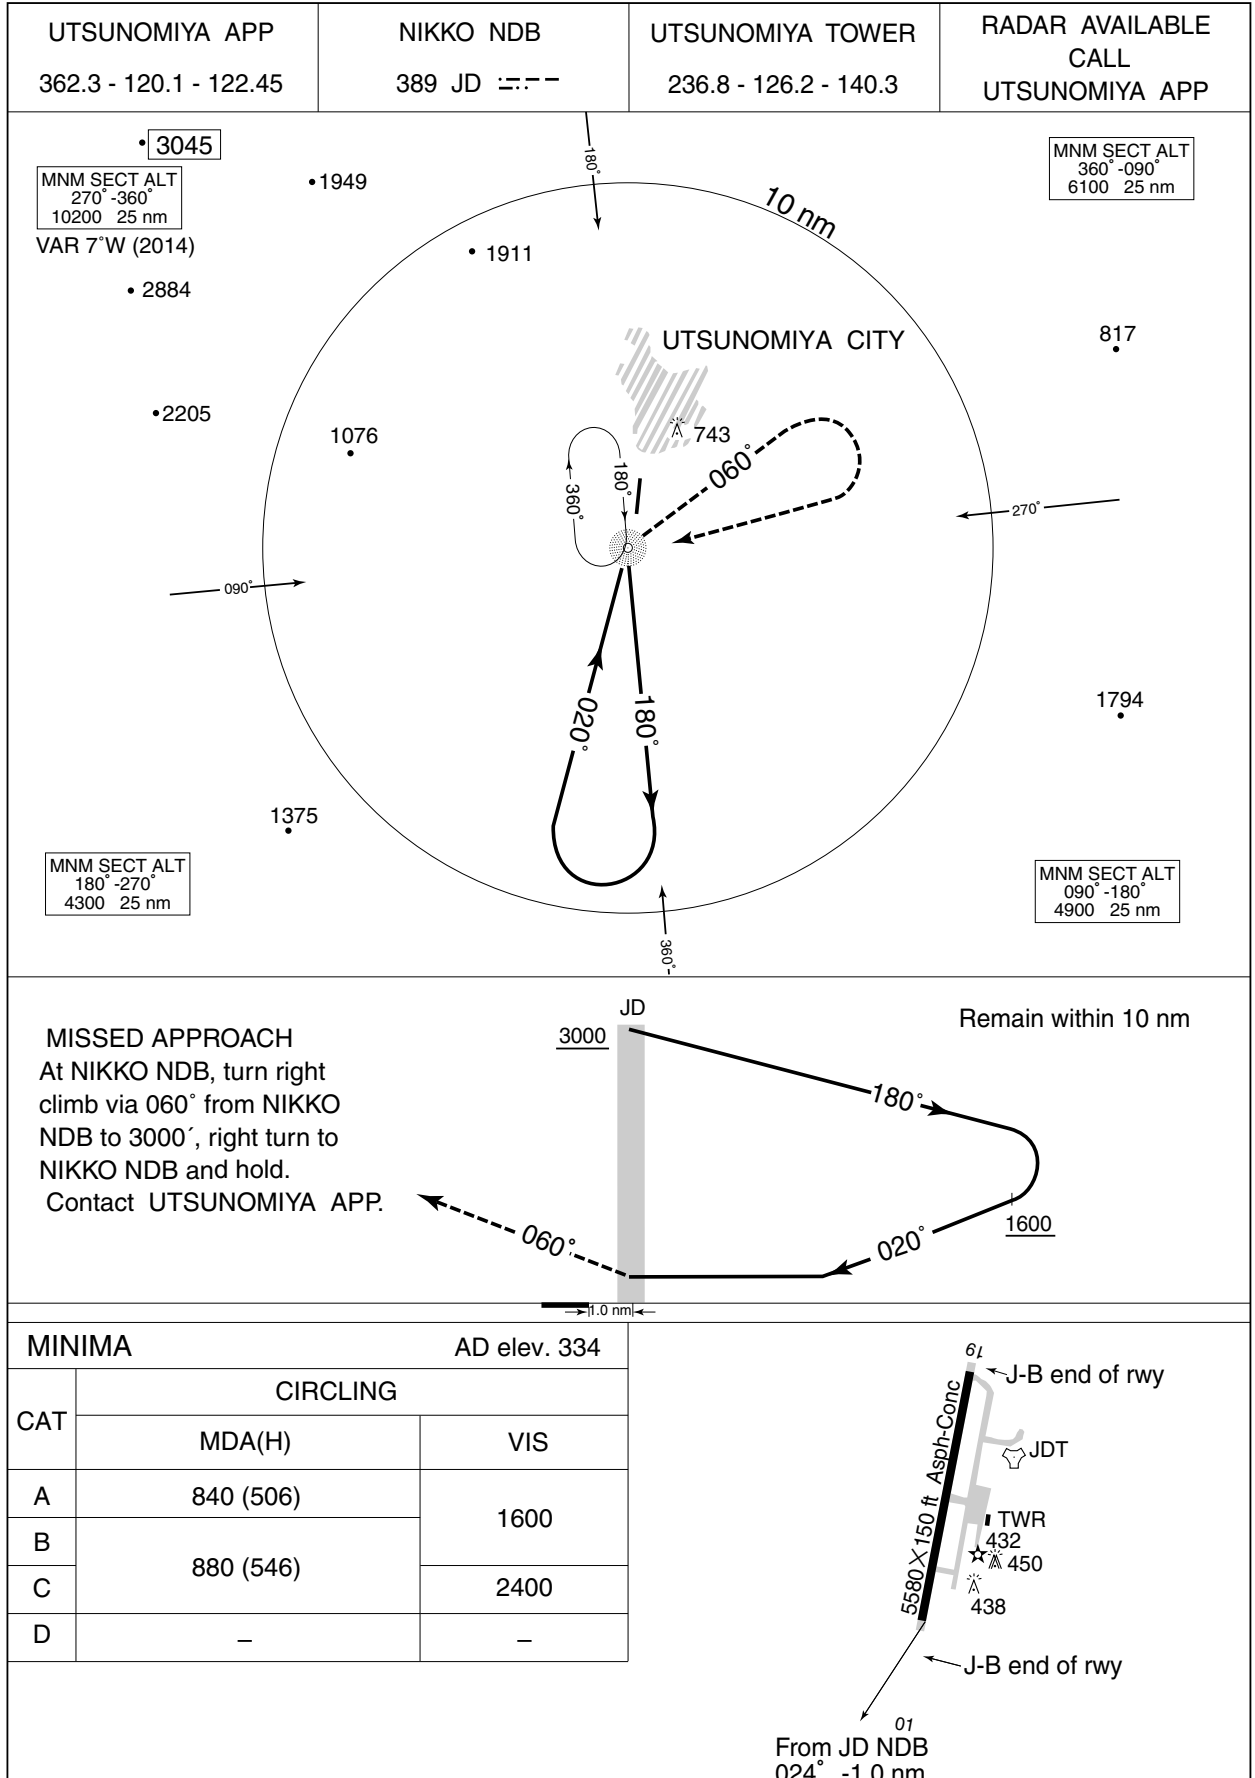 UTSUNOMIYA APP
362.3 - 120.1 - 122.45
NIKKO NDB
389 JD
UTSUNOMIYA TOWER
236.8 - 126.2 - 140.3
RADAR AVAILABLE
CALL
UTSUNOMIYA APP
3045
MNM SECT ALT
270˚-360˚
10200 25 nm
VAR 7˚W (2014)
1949
1911
180˚
10 nm
MNM SECT ALT
360˚-090˚
6100 25 nm
2884
UTSUNOMIYA CITY
817
2205
1076
743
060˚
180˚
360˚
270˚
090˚
020˚
180˚
1794
1375
MNM SECT ALT
180˚-270˚
4300 25 nm
MNM SECT ALT
090˚-180˚
4900 25 nm
360˚
MISSED APPROACH
At NIKKO NDB, turn right
climb via 060˚ from NIKKO
NDB to 3000´, right turn to
NIKKO NDB and hold.
Contact UTSUNOMIYA APP.
JD
3000
Remain within 10 nm
180˚
1600
020˚
060˚
1.0 nm
MINIMA AD elev. 334
CAT
CIRCLING
MDA(H) VIS
A 840 (506)
1600
B
880 (546)
C 2400
D – –
19
J-B end of rwy
5580×150 ft Asph-Conc
JDT
TWR
432
450
438
J-B end of rwy
01
From JD NDB
024˚ -1.0 nm